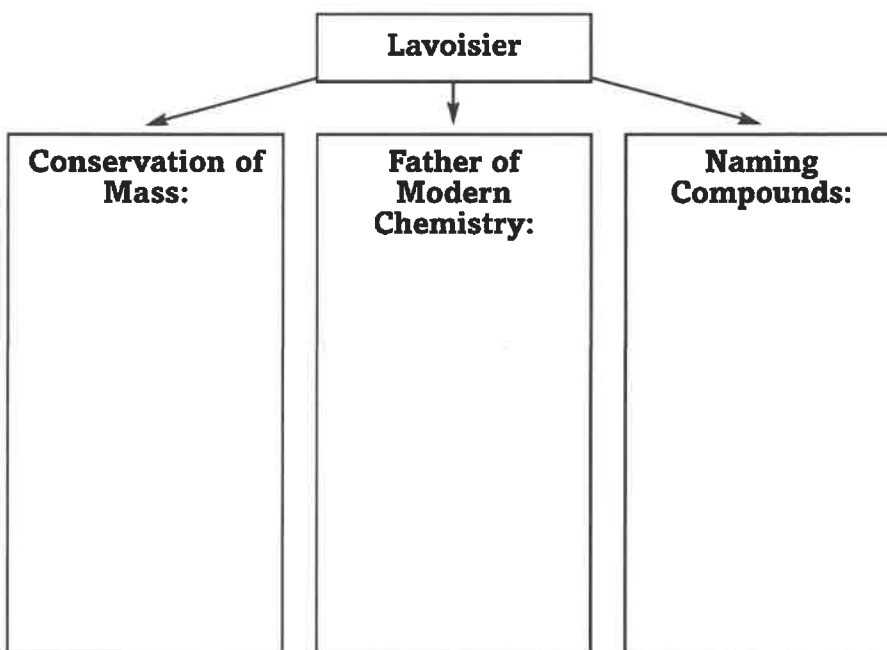 Lavoisier
Conservation of
Mass:
Father of
Modern
Chemistry:
Naming
Compounds: